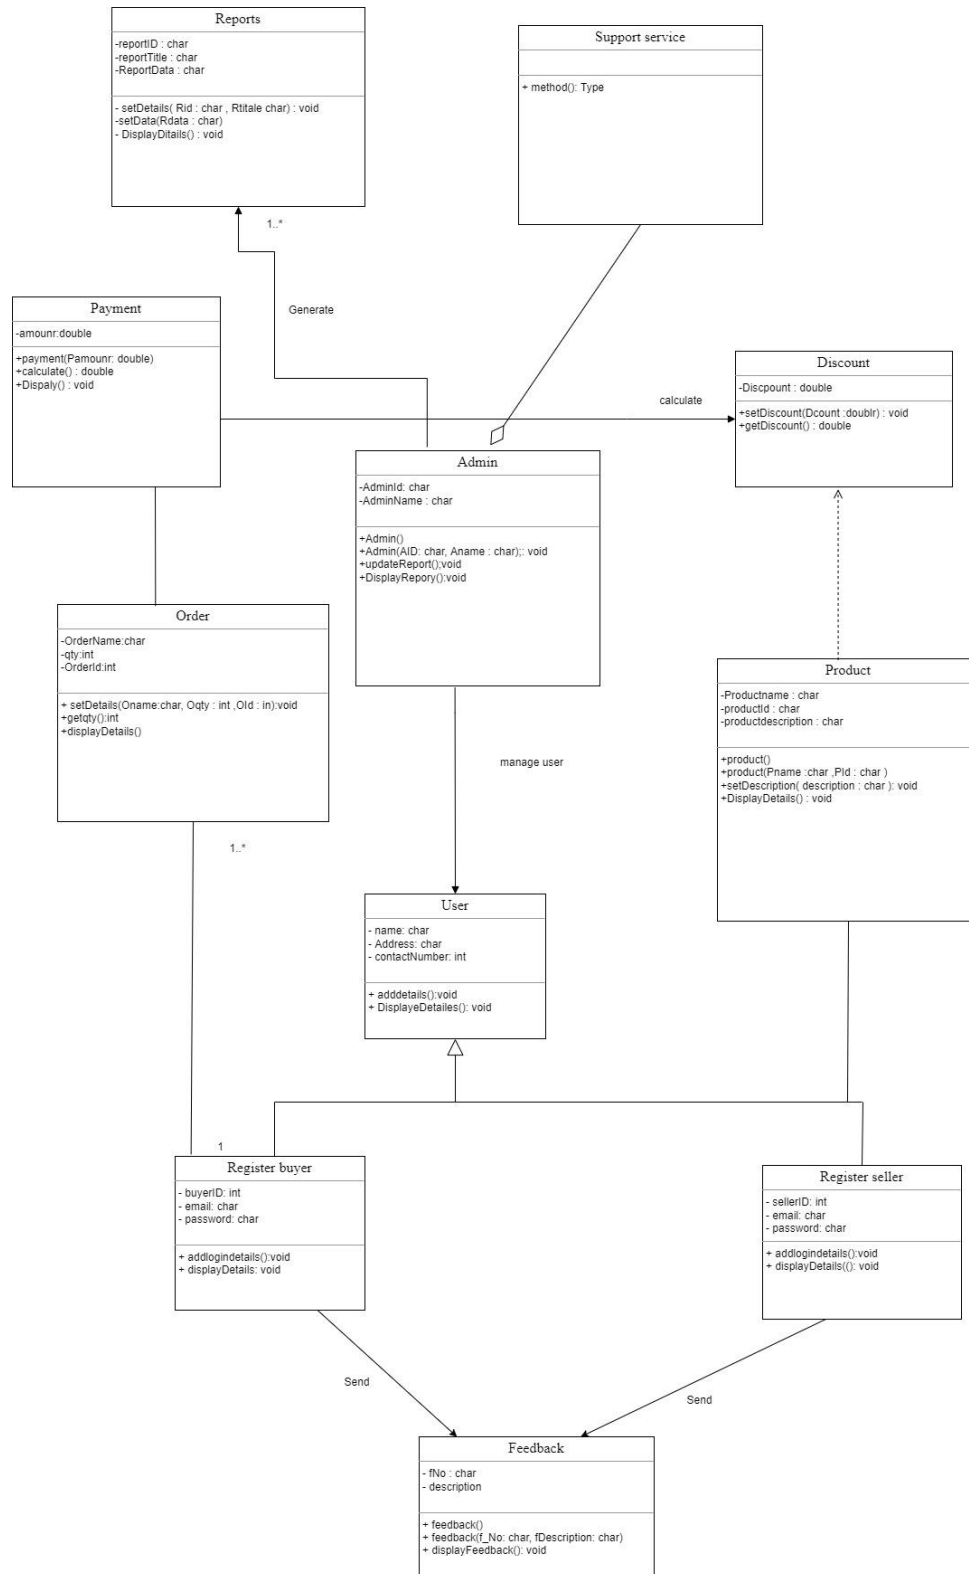 Reports
-reportID : char
-reportTitle : char
-ReportData : char
- setDetails( Rid : char , Rtitale char) : void
-setData(Rdata : char)
- DisplayDitails() : void
Support service
+ method(): Type
1..*
Generate
Payment
-amounr:double
+payment(Pamounr: double)
+calculate() : double
+Dispaly() : void
calculate
Discount
-Discpount : double
+setDiscount(Dcount :doublr) : void
+getDiscount() : double
Admin
-AdminId: char
-AdminName : char
+Admin()
+Admin(AID: char, Aname : char);: void
+updateReport();void
+DisplayRepory():void
Order
-OrderName:char
-qty:int
-OrderId:int
+ setDetails(Oname:char, Oqty : int ,OId : in):void
+getqty():int
+displayDetails()
1..*
manage user
Product
-Productname : char
-productId : char
-productdescription : char
+product()
+product(Pname :char ,PId : char )
+setDescription( description : char ): void
+DisplayDetails() : void
User
- name: char
- Address: char
- contactNumber: int
+ adddetails():void
+ DisplayeDetailes(): void
1
Register buyer
- buyerID: int
- email: char
- password: char
+ addlogindetails():void
+ displayDetails: void
Register seller
- sellerID: int
- email: char
- password: char
+ addlogindetails():void
+ displayDetails((): void
Send
Send
Feedback
- fNo : char
- description
+ feedback()
+ feedback(f_No: char, fDescription: char)
+ displayFeedback(): void